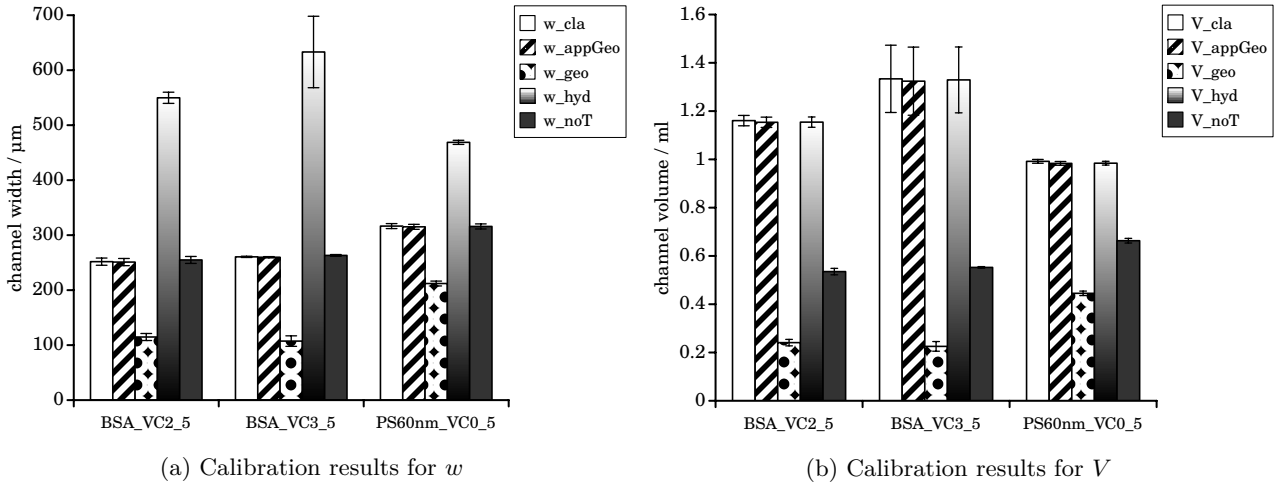 700
600
500
400
300
200
100
0
channel width / µm
w_cla
w_appGeo
w_geo
w_hyd
w_noT
BSA_VC2_5
BSA_VC3_5
PS60nm_VC0_5
(a) Calibration results for w
1.6
1.4
1.2
1
0.8
0.6
0.4
0.2
0
channel volume / ml
V_cla
V_appGeo
V_geo
V_hyd
V_noT
BSA_VC2_5
BSA_VC3_5
PS60nm_VC0_5
(b) Calibration results for V